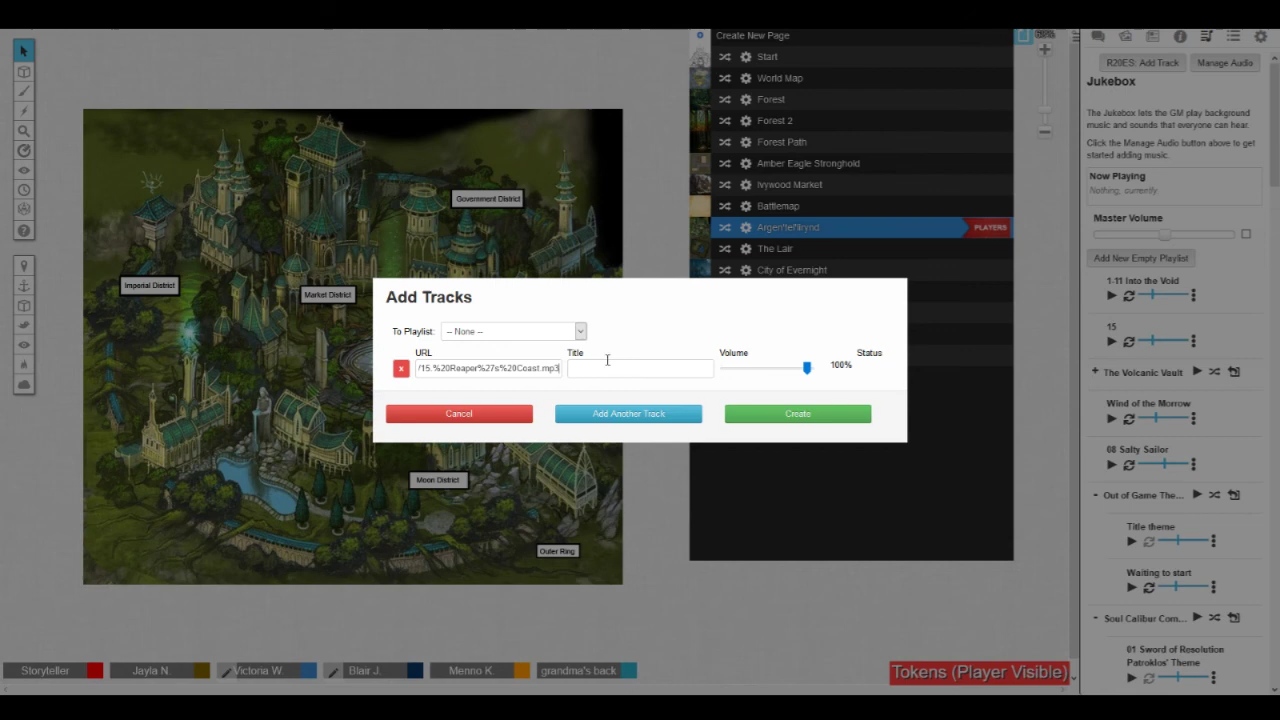 Create New Page
Start
World Map
Forest
Forest 2
Forest Path
Amber Eagle Stronghold
Ivywood Market
Battlemap
PLAYERS
The Lair
City of Evernight
Government District
Imperial District
Market District
Moon District
Outer Ring
Add Tracks
To Playlist: -- None --
URL Title Volume Status
x /15.%20Reaper%27s%20Coast.mp3 100%
Cancel Add Another Track Create
R20ES: Add Track Manage Audio
Jukebox
The Jukebox lets the GM play background
music and sounds that everyone can hear.
Click the Manage Audio button above to get
started adding music.
Now Playing
Nothing, currently
Master Volume
Add New Empty Playlist
1-11 Into the Void
15
+ The Volcanic Vault
Wind of the Morrow
08 Salty Sailor
- Out of Game The...
Title theme
Waiting to start
- Soul Calibur Com...
01 Sword of Resolution
Patroklos' Theme
Storyteller Jayla N. Victoria W. Blair J. Menno K. grandma's back
Tokens (Player Visible)